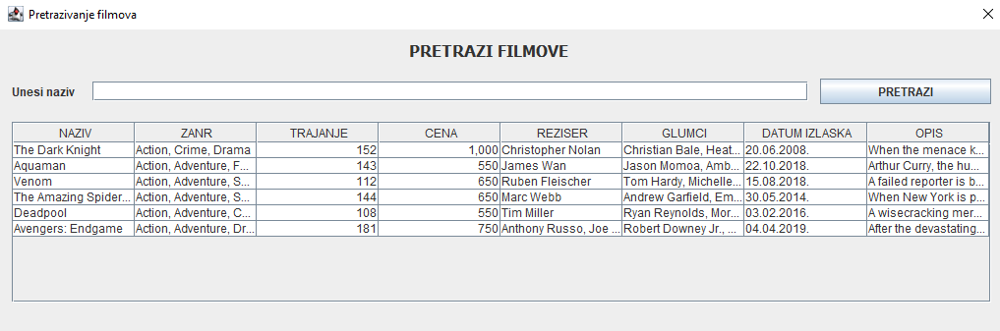 Pretrazivanje filmova
PRETRAZI FILMOVE
Unesi naziv PRETRAZI
NAZIV ZANR TRAJANJE CENA REZISER GLUMCI DATUM IZLASKA OPIS
The Dark Knight Action, Crime, Drama 152 1,000 Christopher Nolan Christian Bale, Heat... 20.06.2008. When the menace k...
Aquaman Action, Adventure, F... 143 550 James Wan Jason Momoa, Amb... 22.10.2018. Arthur Curry, the hu...
Venom Action, Adventure, S... 112 650 Ruben Fleischer Tom Hardy, Michelle... 15.08.2018. A failed reporter is b...
The Amazing Spider... Action, Adventure, S... 144 650 Marc Webb Andrew Garfield, Em... 30.05.2014. When New York is p...
Deadpool Action, Adventure, C... 108 550 Tim Miller Ryan Reynolds, Mor... 03.02.2016. A wisecracking mer...
Avengers: Endgame Action, Adventure, Dr... 181 750 Anthony Russo, Joe ... Robert Downey Jr., ... 04.04.2019. After the devastating...